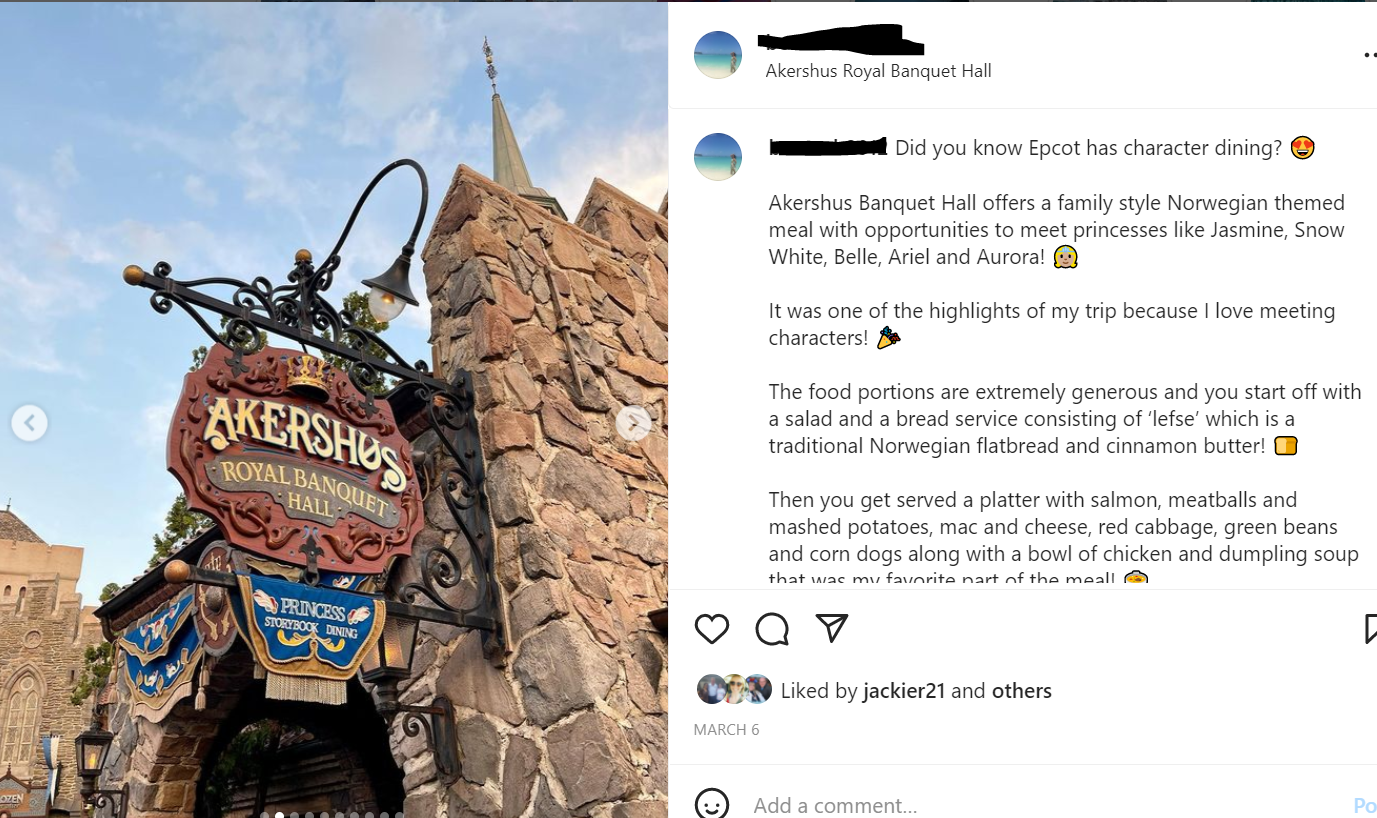 Akershus Royal Banquet Hall
Did you know Epcot has character dining? 😍
Akershus Banquet Hall offers a family style Norwegian themed
meal with opportunities to meet princesses like Jasmine, Snow
White, Belle, Ariel and Aurora! 👸🏼
It was one of the highlights of my trip because I love meeting
characters! 🎉
The food portions are extremely generous and you start off with
a salad and a bread service consisting of ‘lefse’ which is a
traditional Norwegian flatbread and cinnamon butter! 🍞
Then you get served a platter with salmon, meatballs and
mashed potatoes, mac and cheese, red cabbage, green beans
and corn dogs along with a bowl of chicken and dumpling soup
that was my favorite part of the meal! 🍲
Liked by jackier21 and others
MARCH 6
Add a comment...
Po
AKERSHUS
ROYAL BANQUET
HALL
PRINCESS
STORYBOOK DINING
OZEN